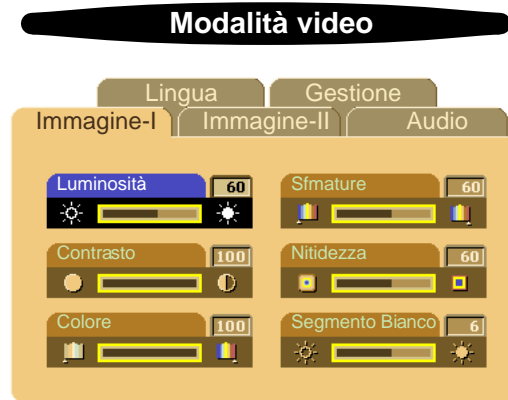 Modalità video
Lingua Gestione
Immagine-I Immagine-II Audio
Luminosità 60 Sfmature 60
Contrasto 100 Nitidezza 60
Colore 100 Segmento Bianco 6